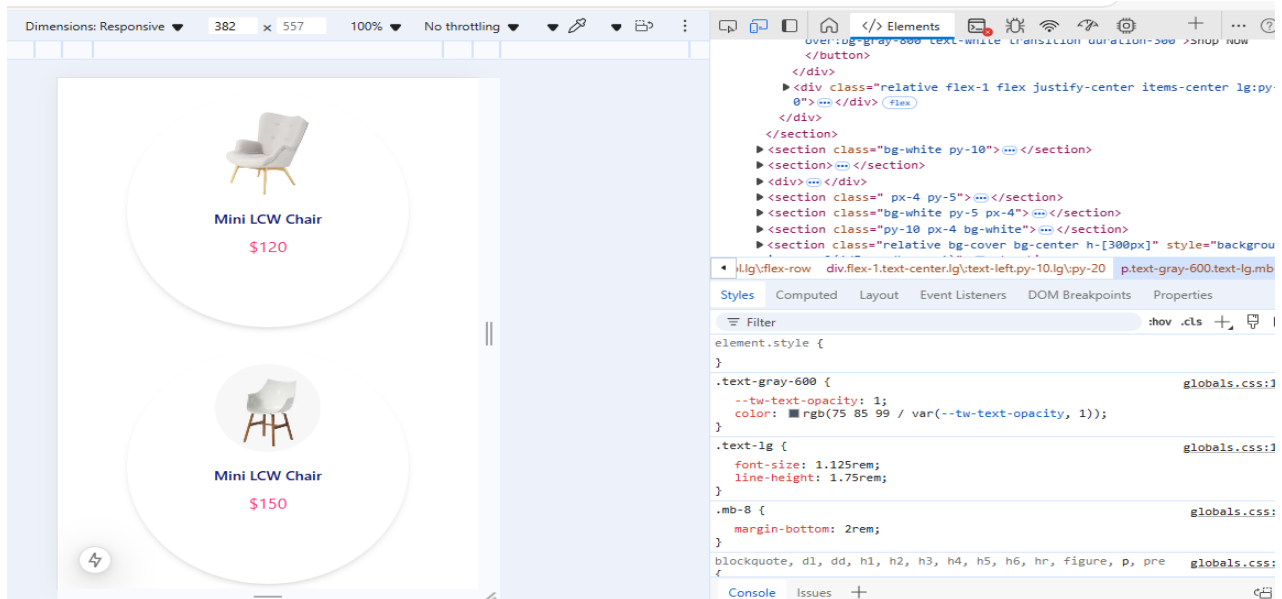 Dimensions: Responsive 382 × 557 100% No throttling
Mini LCW Chair
$120
Mini LCW Chair
$150
Elements
over:bg-gray-800 text-white transition duration-300">Shop Now
</button>
</div>
<div class="relative flex-1 flex justify-center items-center lg:py-
0"> ⋯ </div> flex
</div>
</section>
<section class="bg-white py-10"> ⋯ </section>
<section> ⋯ </section>
<div> ⋯ </div>
<section class=" px-4 py-5"> ⋯ </section>
<section class="bg-white py-5 px-4"> ⋯ </section>
<section class="py-10 px-4 bg-white"> ⋯ </section>
<section class="relative bg-cover bg-center h-[300px]" style="backgrou
l.lg\:flex-row div.flex-1.text-center.lg\:text-left.py-10.lg\:py-20 p.text-gray-600.text-lg.mb
Styles Computed Layout Event Listeners DOM Breakpoints Properties
Filter :hov .cls
element.style {
}
.text-gray-600 { globals.css:1
--tw-text-opacity: 1;
color: rgb(75 85 99 / var(--tw-text-opacity, 1));
}
.text-lg { globals.css:1
font-size: 1.125rem;
line-height: 1.75rem;
}
.mb-8 { globals.css:
margin-bottom: 2rem;
}
blockquote, dl, dd, h1, h2, h3, h4, h5, h6, hr, figure, p, pre globals.css:
{
Console Issues